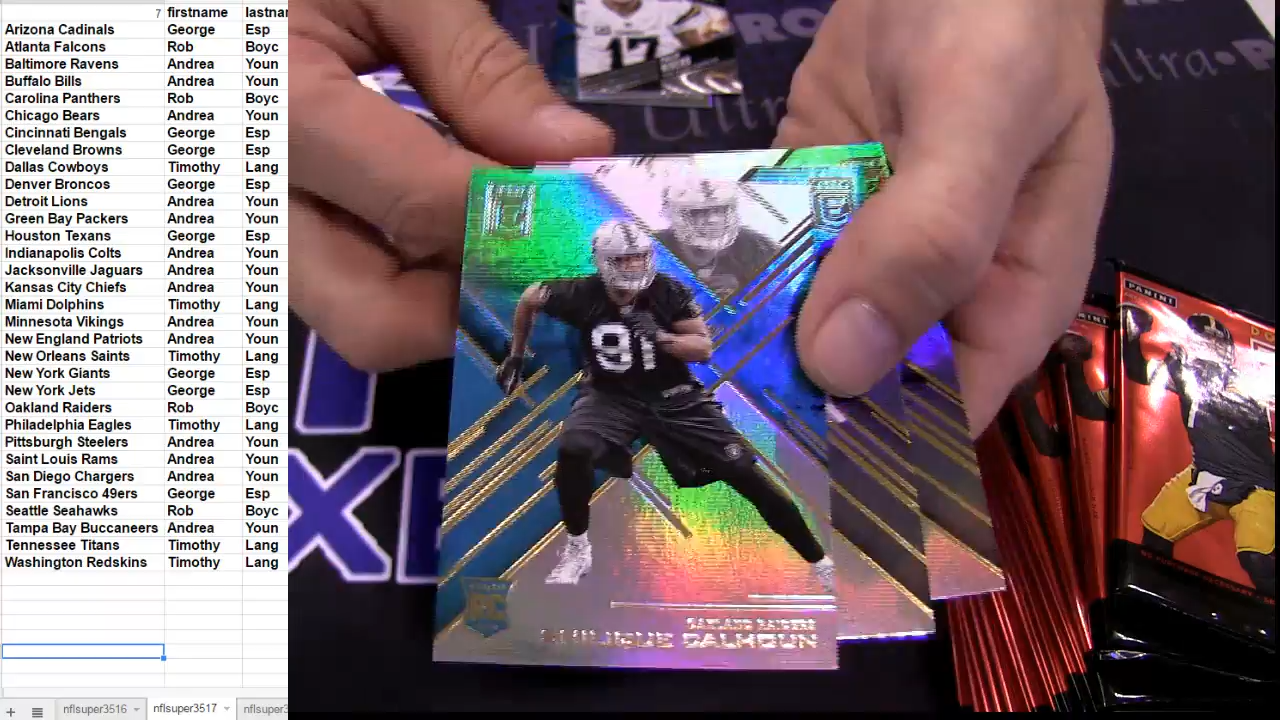 7 firstname lastnar
Arizona Cadinals George Esp
Atlanta Falcons Rob Boyc
Baltimore Ravens Andrea Youn
Buffalo Bills Andrea Youn
Carolina Panthers Rob Boyc
Chicago Bears Andrea Youn
Cincinnati Bengals George Esp
Cleveland Browns George Esp
Dallas Cowboys Timothy Lang
Denver Broncos George Esp
Detroit Lions Andrea Youn
Green Bay Packers Andrea Youn
Houston Texans George Esp
Indianapolis Colts Andrea Youn
Jacksonville Jaguars Andrea Youn
Kansas City Chiefs Andrea Youn
Miami Dolphins Timothy Lang
Minnesota Vikings Andrea Youn
New England Patriots Andrea Youn
New Orleans Saints Timothy Lang
New York Giants George Esp
New York Jets George Esp
Oakland Raiders Rob Boyc
Philadelphia Eagles Timothy Lang
Pittsburgh Steelers Andrea Youn
Saint Louis Rams Andrea Youn
San Diego Chargers Andrea Youn
San Francisco 49ers George Esp
Seattle Seahawks Rob Boyc
Tampa Bay Buccaneers Andrea Youn
Tennessee Titans Timothy Lang
Washington Redskins Timothy Lang
nflsuper3516 nflsuper3517 nflsuper3
17
Ultra
ultra
91
RC
OAKLAND RAIDERS
CALHOUN
PANINI